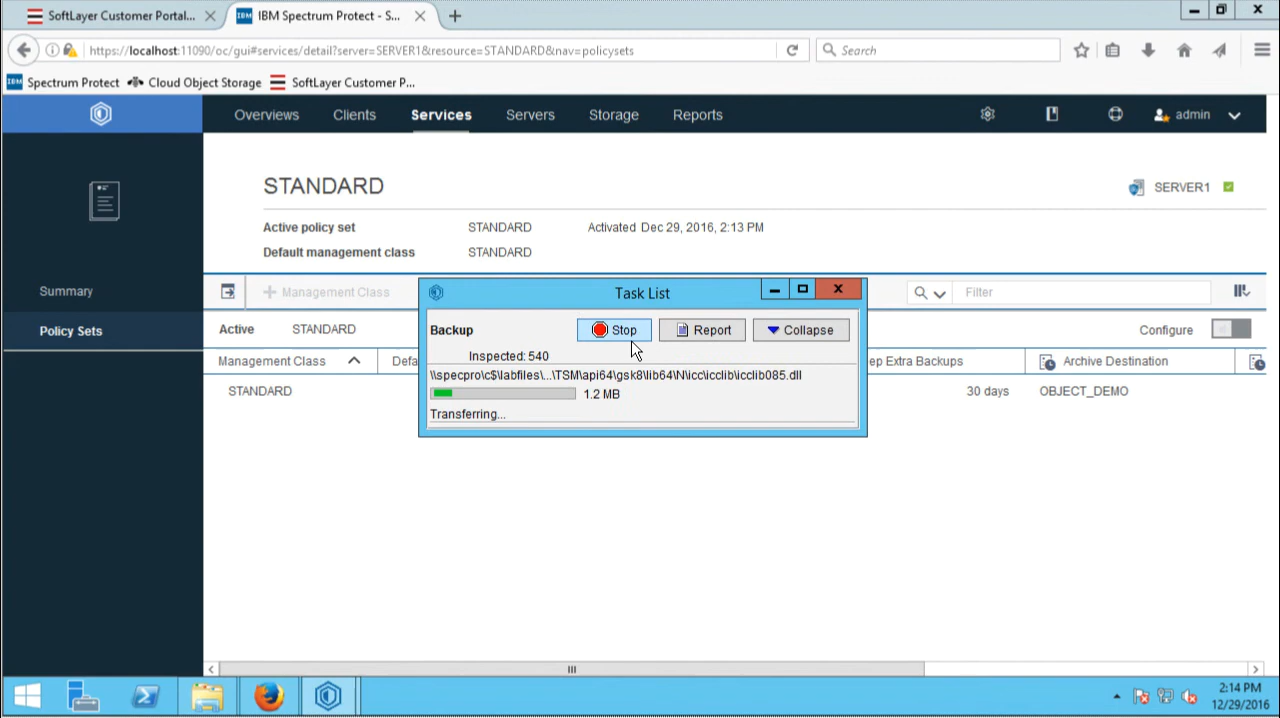 SoftLayer Customer Portal...
IBM
IBM Spectrum Protect - S...
https://localhost:11090/oc/gui#services/detail?server=SERVER1&resource=STANDARD&nav=policysets
Search
IBM
Spectrum Protect
Cloud Object Storage
SoftLayer Customer P...
Overviews
Clients
Services
Servers
Storage
Reports
admin
STANDARD
SERVER1
Active policy set
STANDARD
Activated Dec 29, 2016, 2:13 PM
Default management class
STANDARD
Summary
Policy Sets
Management Class
Filter
Active
STANDARD
Configure
Management Class
Defa
ep Extra Backups
Archive Destination
STANDARD
30 days
OBJECT_DEMO
Task List
Backup
Stop
Report
Collapse
Inspected: 540
\\specpro\c$\labfiles\...\TSM\api64\gsk8\lib64\N\icc\icclib\icclib085.dll
1.2 MB
Transferring...
2:14 PM
12/29/2016